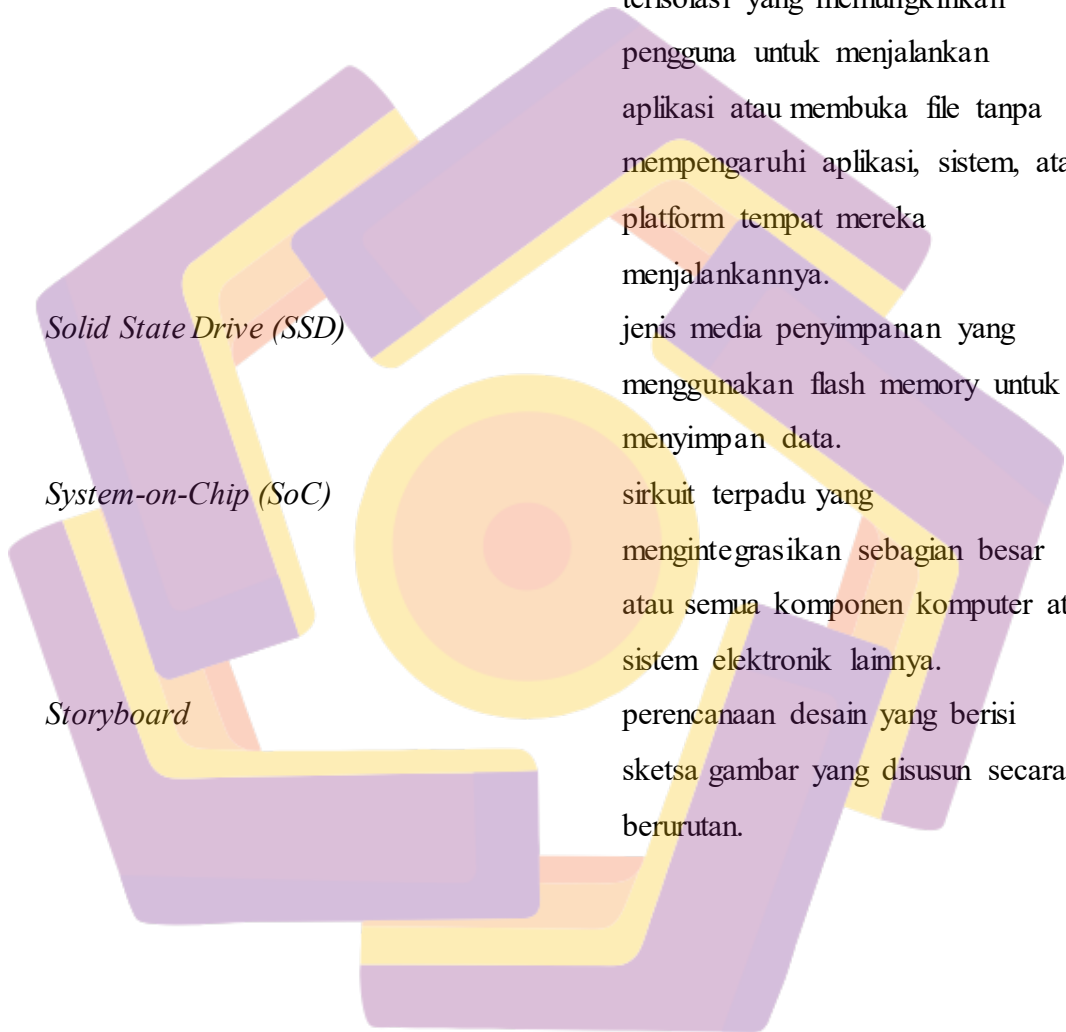 terisolasi yang memungkinkan
pengguna untuk menjalankan
aplikasi atau membuka file tanpa
mempengaruhi aplikasi, sistem,
platform tempat mereka
menjalankannya.
Solid State Drive (SSD) jenis media penyimpanan yang
menggunakan flash memory untuk
menyimpan data.
System-on-Chip (SoC) sirkuit terpadu yang
mengintegrasikan sebagian besar
atau semua komponen komputer
sistem elektronik lainnya.
Storyboard perencanaan desain yang berisi
sketsa gambar yang disusun secara
berurutan.